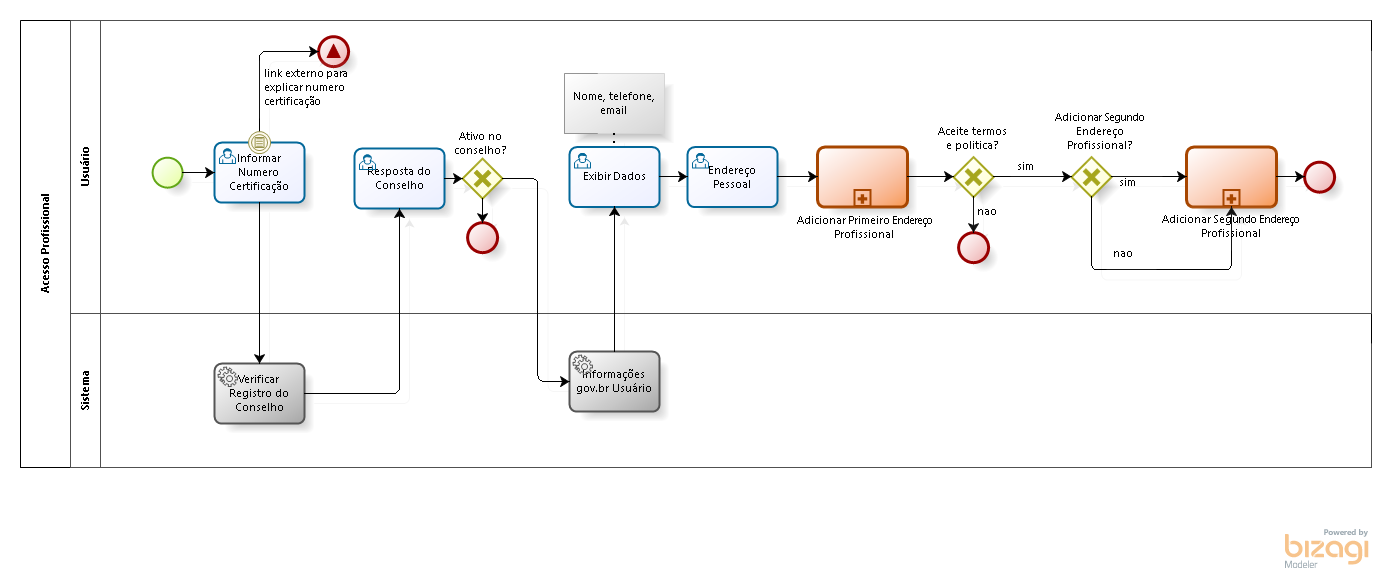 Acesso Profissional
Usuário
link externo para
explicar numero
certificação
Informar
Numero
Certificação
Resposta do
Conselho
Ativo no
conselho?
Nome, telefone,
email
Exibir Dados
Endereço
Pessoal
Adicionar Primeiro Endereço
Profissional
Aceite termos
e politica?
sim
nao
Adicionar Segundo
Endereço
Profissional?
sim
nao
Adicionar Segundo Endereço
Profissional
Sistema
Verificar
Registro do
Conselho
Informações
gov.br Usuário
Powered by
bizagi
Modeler